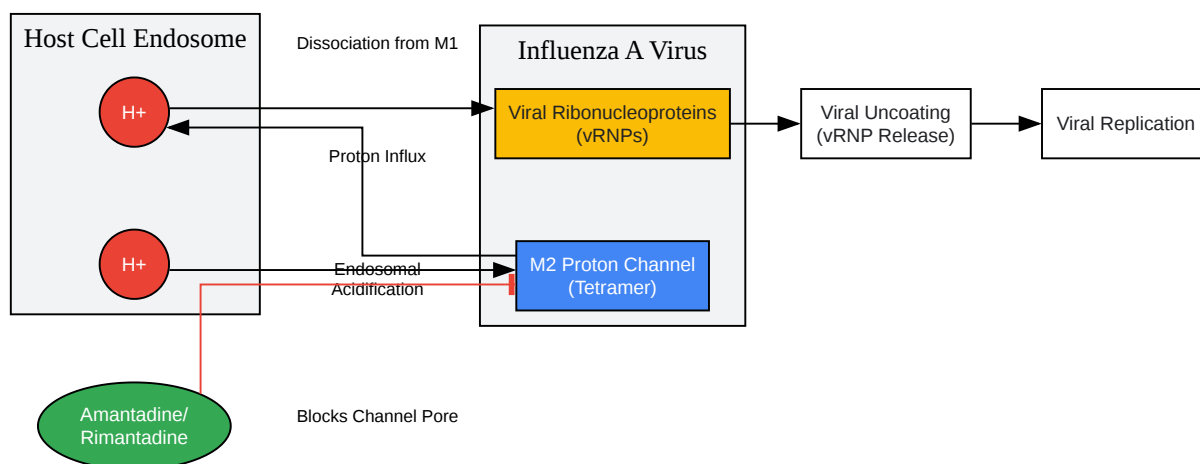 Host Cell Endosome
Dissociation from M1
Influenza A Virus
H+
Viral Ribonucleoproteins
(vRNPs)
Viral Uncoating
(vRNP Release)
Viral Replication
Proton Influx
H+
Endosomal
Acidification
M2 Proton Channel
(Tetramer)
Amantadine/
Rimantadine
Blocks Channel Pore